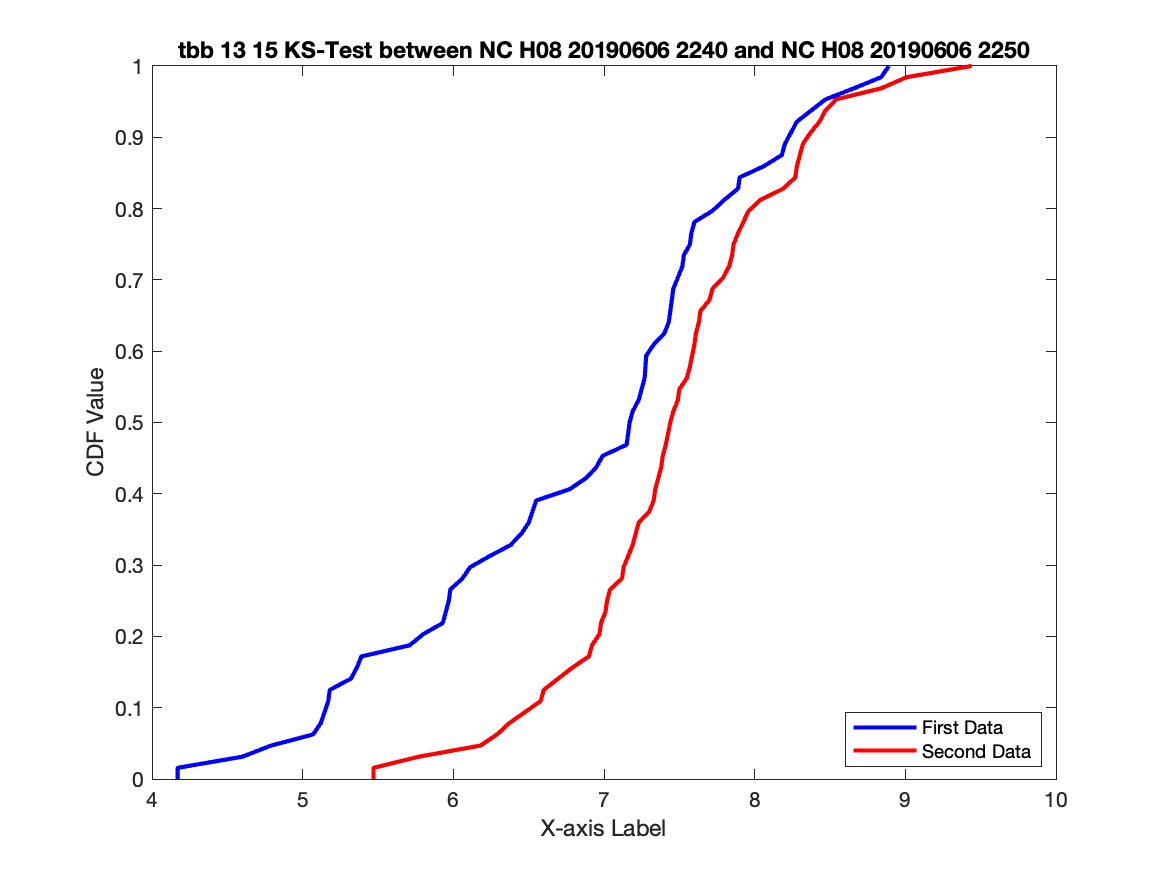 tbb 13 15 KS-Test between NC H08 20190606 2240 and NC H08 20190606 2250
1
0.9
0.8
0.7
0.6
0.5
0.4
0.3
0.2
0.1
0
CDF Value
First Data
Second Data
4 5 6 7 8 9 10
X-axis Label